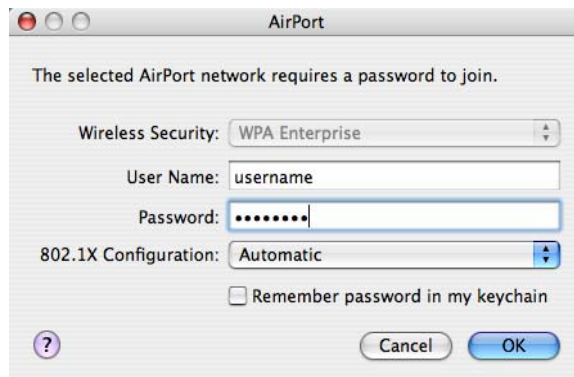 AirPort
The selected AirPort network requires a password to join.
Wireless Security: WPA Enterprise
User Name: username
Password: ••••••••
802.1X Configuration: Automatic
Remember password in my keychain
? Cancel OK